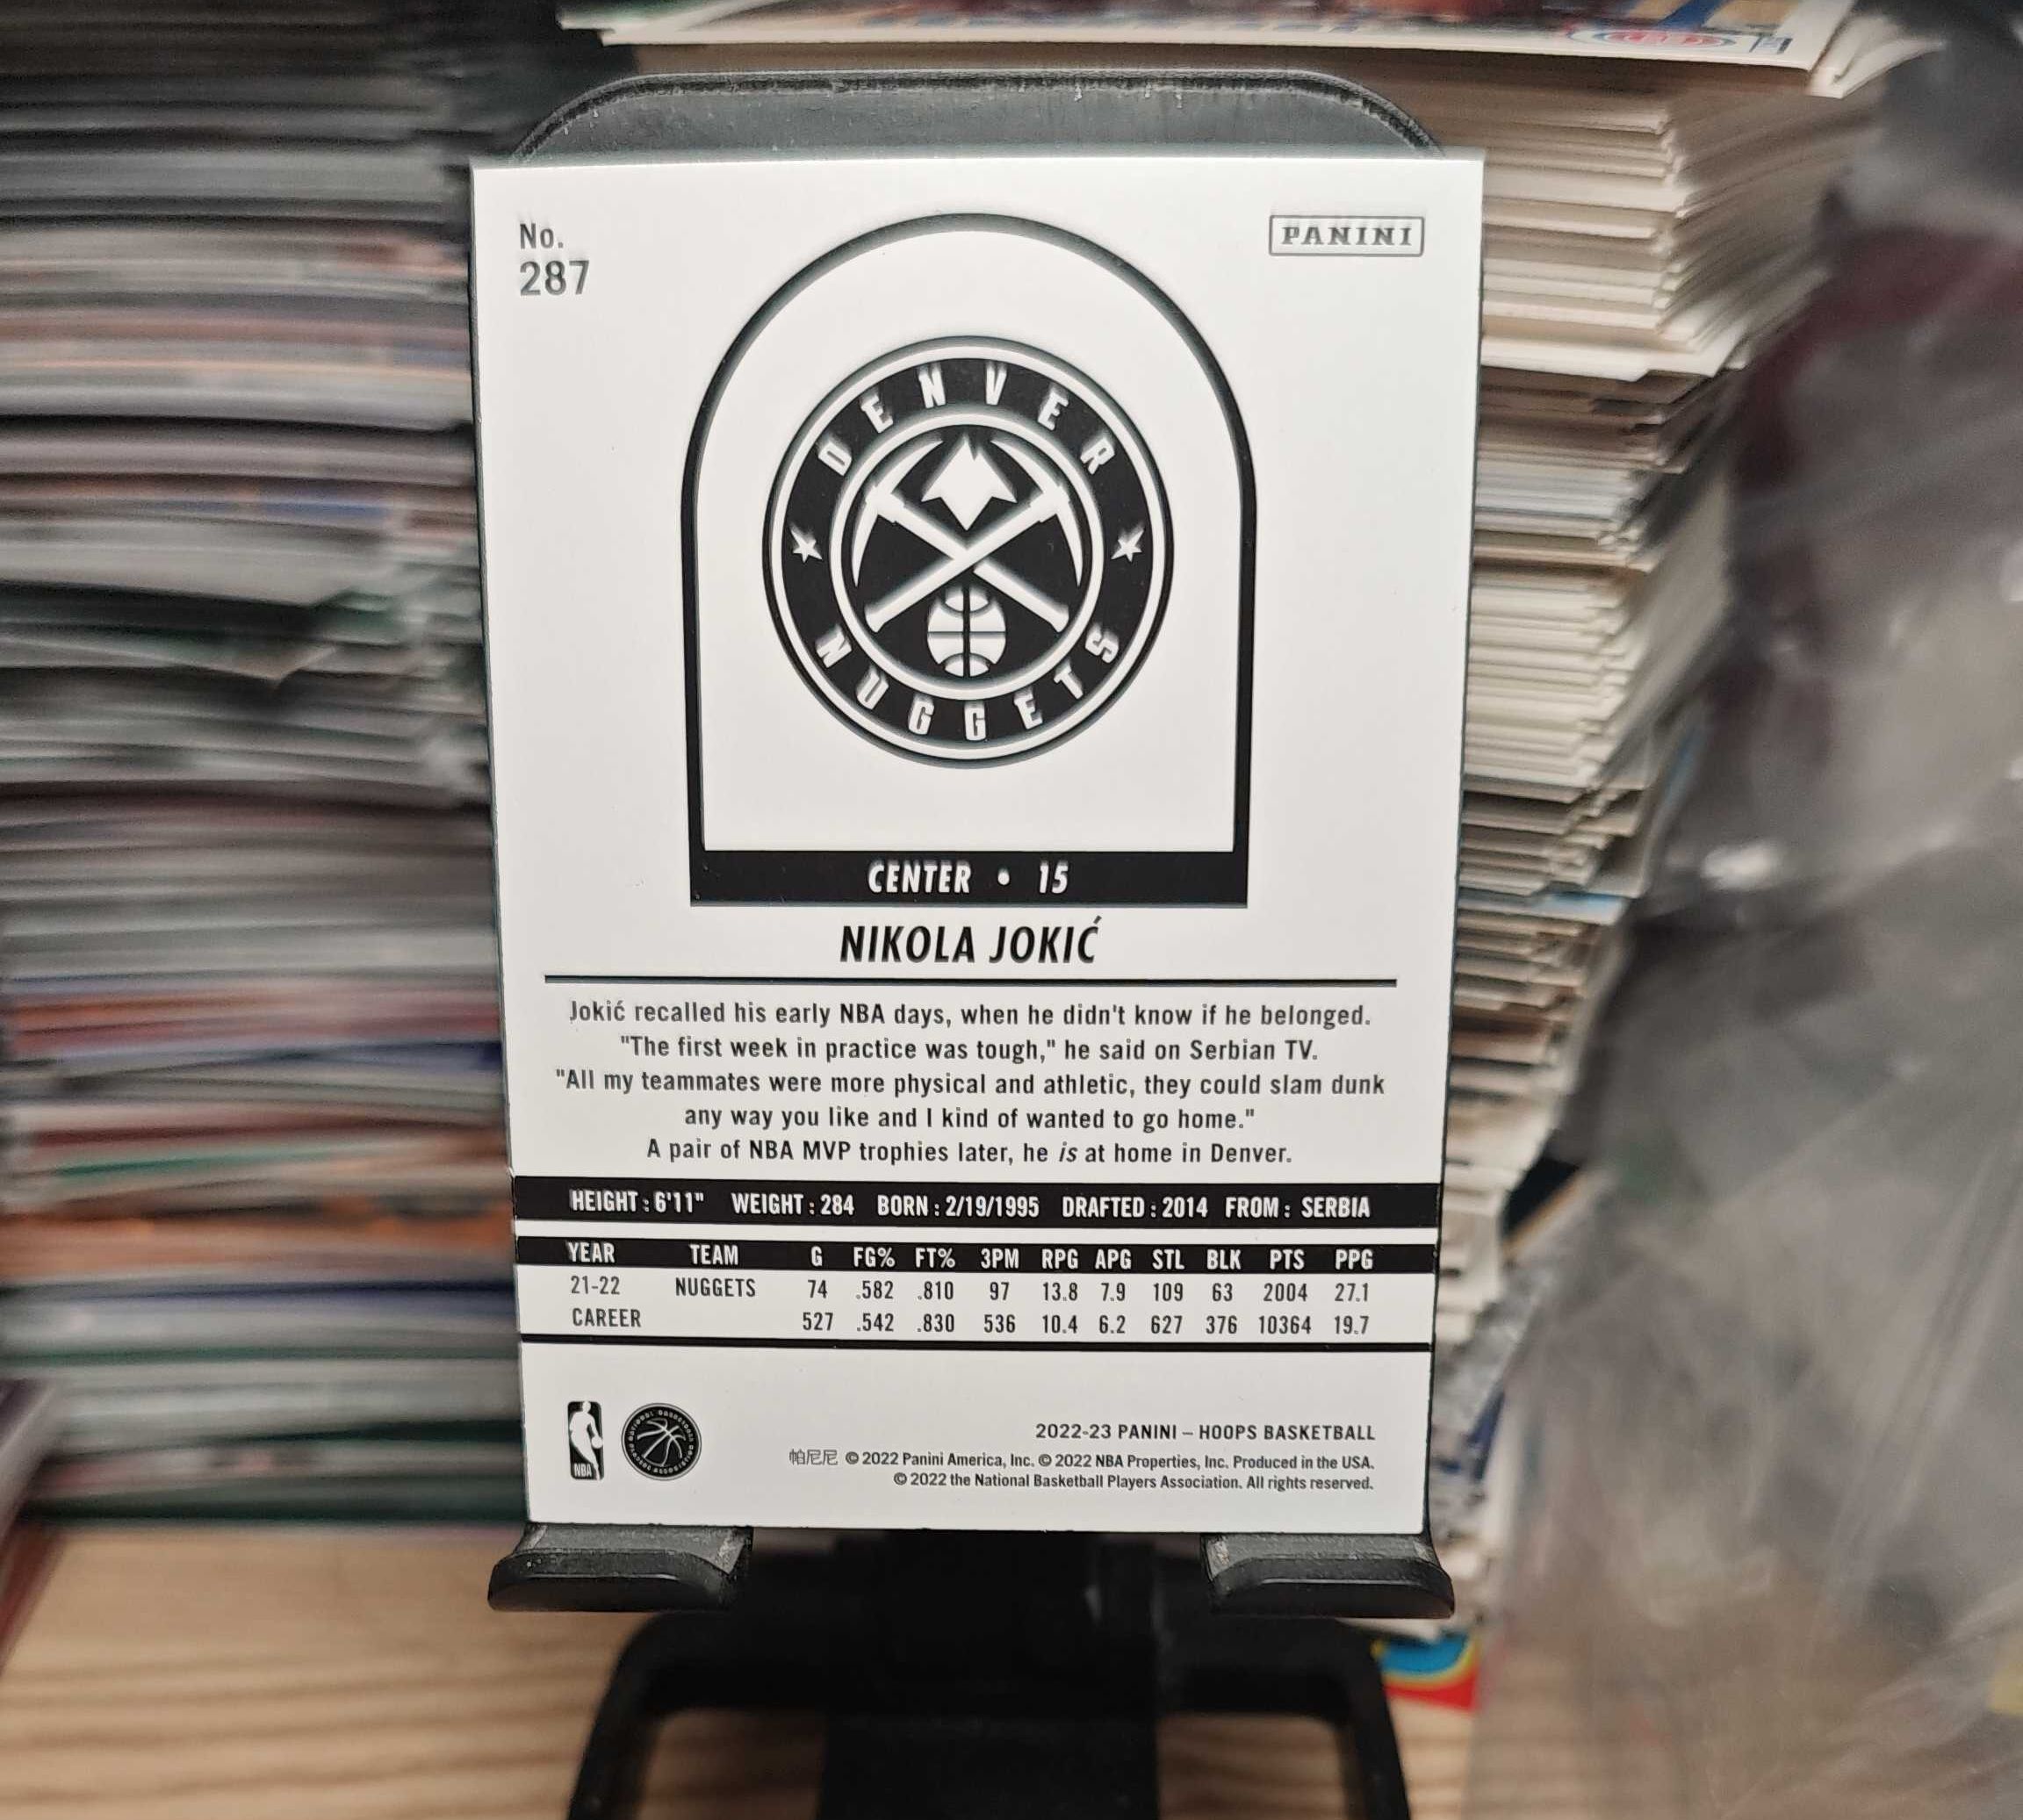 No.
287
PANINI
DENVER
NUGGETS
CENTER • 15
NIKOLA JOKIĆ
Jokić recalled his early NBA days, when he didn't know if he belonged.
"The first week in practice was tough," he said on Serbian TV.
"All my teammates were more physical and athletic, they could slam dunk
any way you like and I kind of wanted to go home."
A pair of NBA MVP trophies later, he is at home in Denver.
HEIGHT : 6'11" WEIGHT : 284 BORN : 2/19/1995 DRAFTED : 2014 FROM : SERBIA
YEAR TEAM G FG% FT% 3PM RPG APG STL BLK PTS PPG
21-22 NUGGETS 74 .582 .810 97 13.8 7.9 109 63 2004 27.1
CAREER 527 .542 .830 536 10.4 6.2 627 376 10364 19.7
NBA
2022-23 PANINI – HOOPS BASKETBALL
帕尼尼 © 2022 Panini America, Inc. © 2022 NBA Properties, Inc. Produced in the USA.
© 2022 the National Basketball Players Association. All rights reserved.